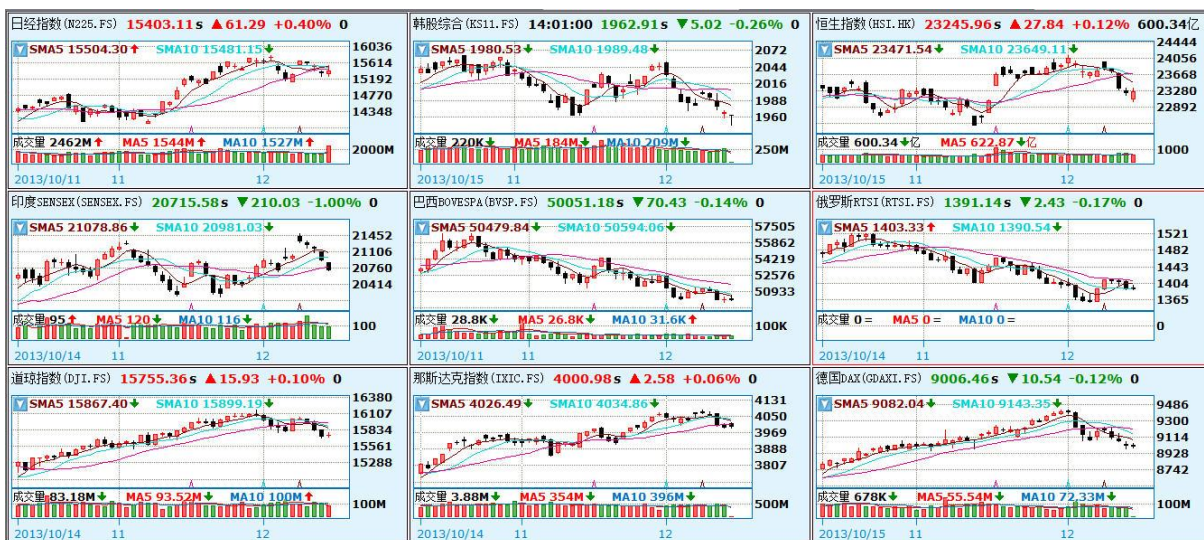 日经指数(N225.FS) 15403.11s ▲61.29 +0.40% 0
SMA5 15504.30 SMA10 15481.15
16036
15614
15192
14770
14348
成交量 2462M MA5 1544M MA10 1527M
2000M
2013/10/11 11 12
韩股综合(KS11.FS) 14:01:00 1962.91s ▼5.02 -0.26% 0
SMA5 1980.53 SMA10 1989.48
2072
2044
2016
1988
1960
成交量 220K MA5 184M MA10 209M
250M
2013/10/15 11 12
恒生指数(HSI.HK) 23245.96s ▲27.84 +0.12% 600.34亿
SMA5 23471.54 SMA10 23649.11
24444
24056
23668
23280
22892
成交量 600.34亿 MA5 622.87亿
1000
2013/10/15 11 12
印度SENSEX(SENSEX.FS) 20715.58s ▼210.03 -1.00% 0
SMA5 21078.86 SMA10 20981.03
21452
21106
20760
20414
成交量 95 MA5 120 MA10 116
100
2013/10/14 11 12
巴西BOVESPA(BVSP.FS) 50051.18s ▼70.43 -0.14% 0
SMA5 50479.84 SMA10 50594.06
57505
55862
54219
52576
50933
成交量 28.8K MA5 26.8K MA10 31.6K
100K
2013/10/11 11 12
俄罗斯RTSI(RTSI.FS) 1391.14s ▼2.43 -0.17% 0
SMA5 1403.33 SMA10 1390.54
1521
1482
1443
1404
1365
成交量 0= MA5 0= MA10 0=
0
2013/10/14 11 12
道琼指数(DJI.FS) 15755.36s ▲15.93 +0.10% 0
SMA5 15867.40 SMA10 15899.19
16380
16107
15834
15561
15288
成交量 83.18M MA5 93.52M MA10 100M
100M
2013/10/14 11 12
那斯达克指数(IXIC.FS) 4000.98s ▲2.58 +0.06% 0
SMA5 4026.49 SMA10 4034.86
4131
4050
3969
3888
3807
成交量 3.88M MA5 354M MA10 396M
500M
2013/10/14 11 12
德国DAX(GDAXI.FS) 9006.46s ▼10.54 -0.12% 0
SMA5 9082.04 SMA10 9143.35
9486
9300
9114
8928
8742
成交量 678K MA5 55.54M MA10 72.33M
100M
2013/10/15 11 12